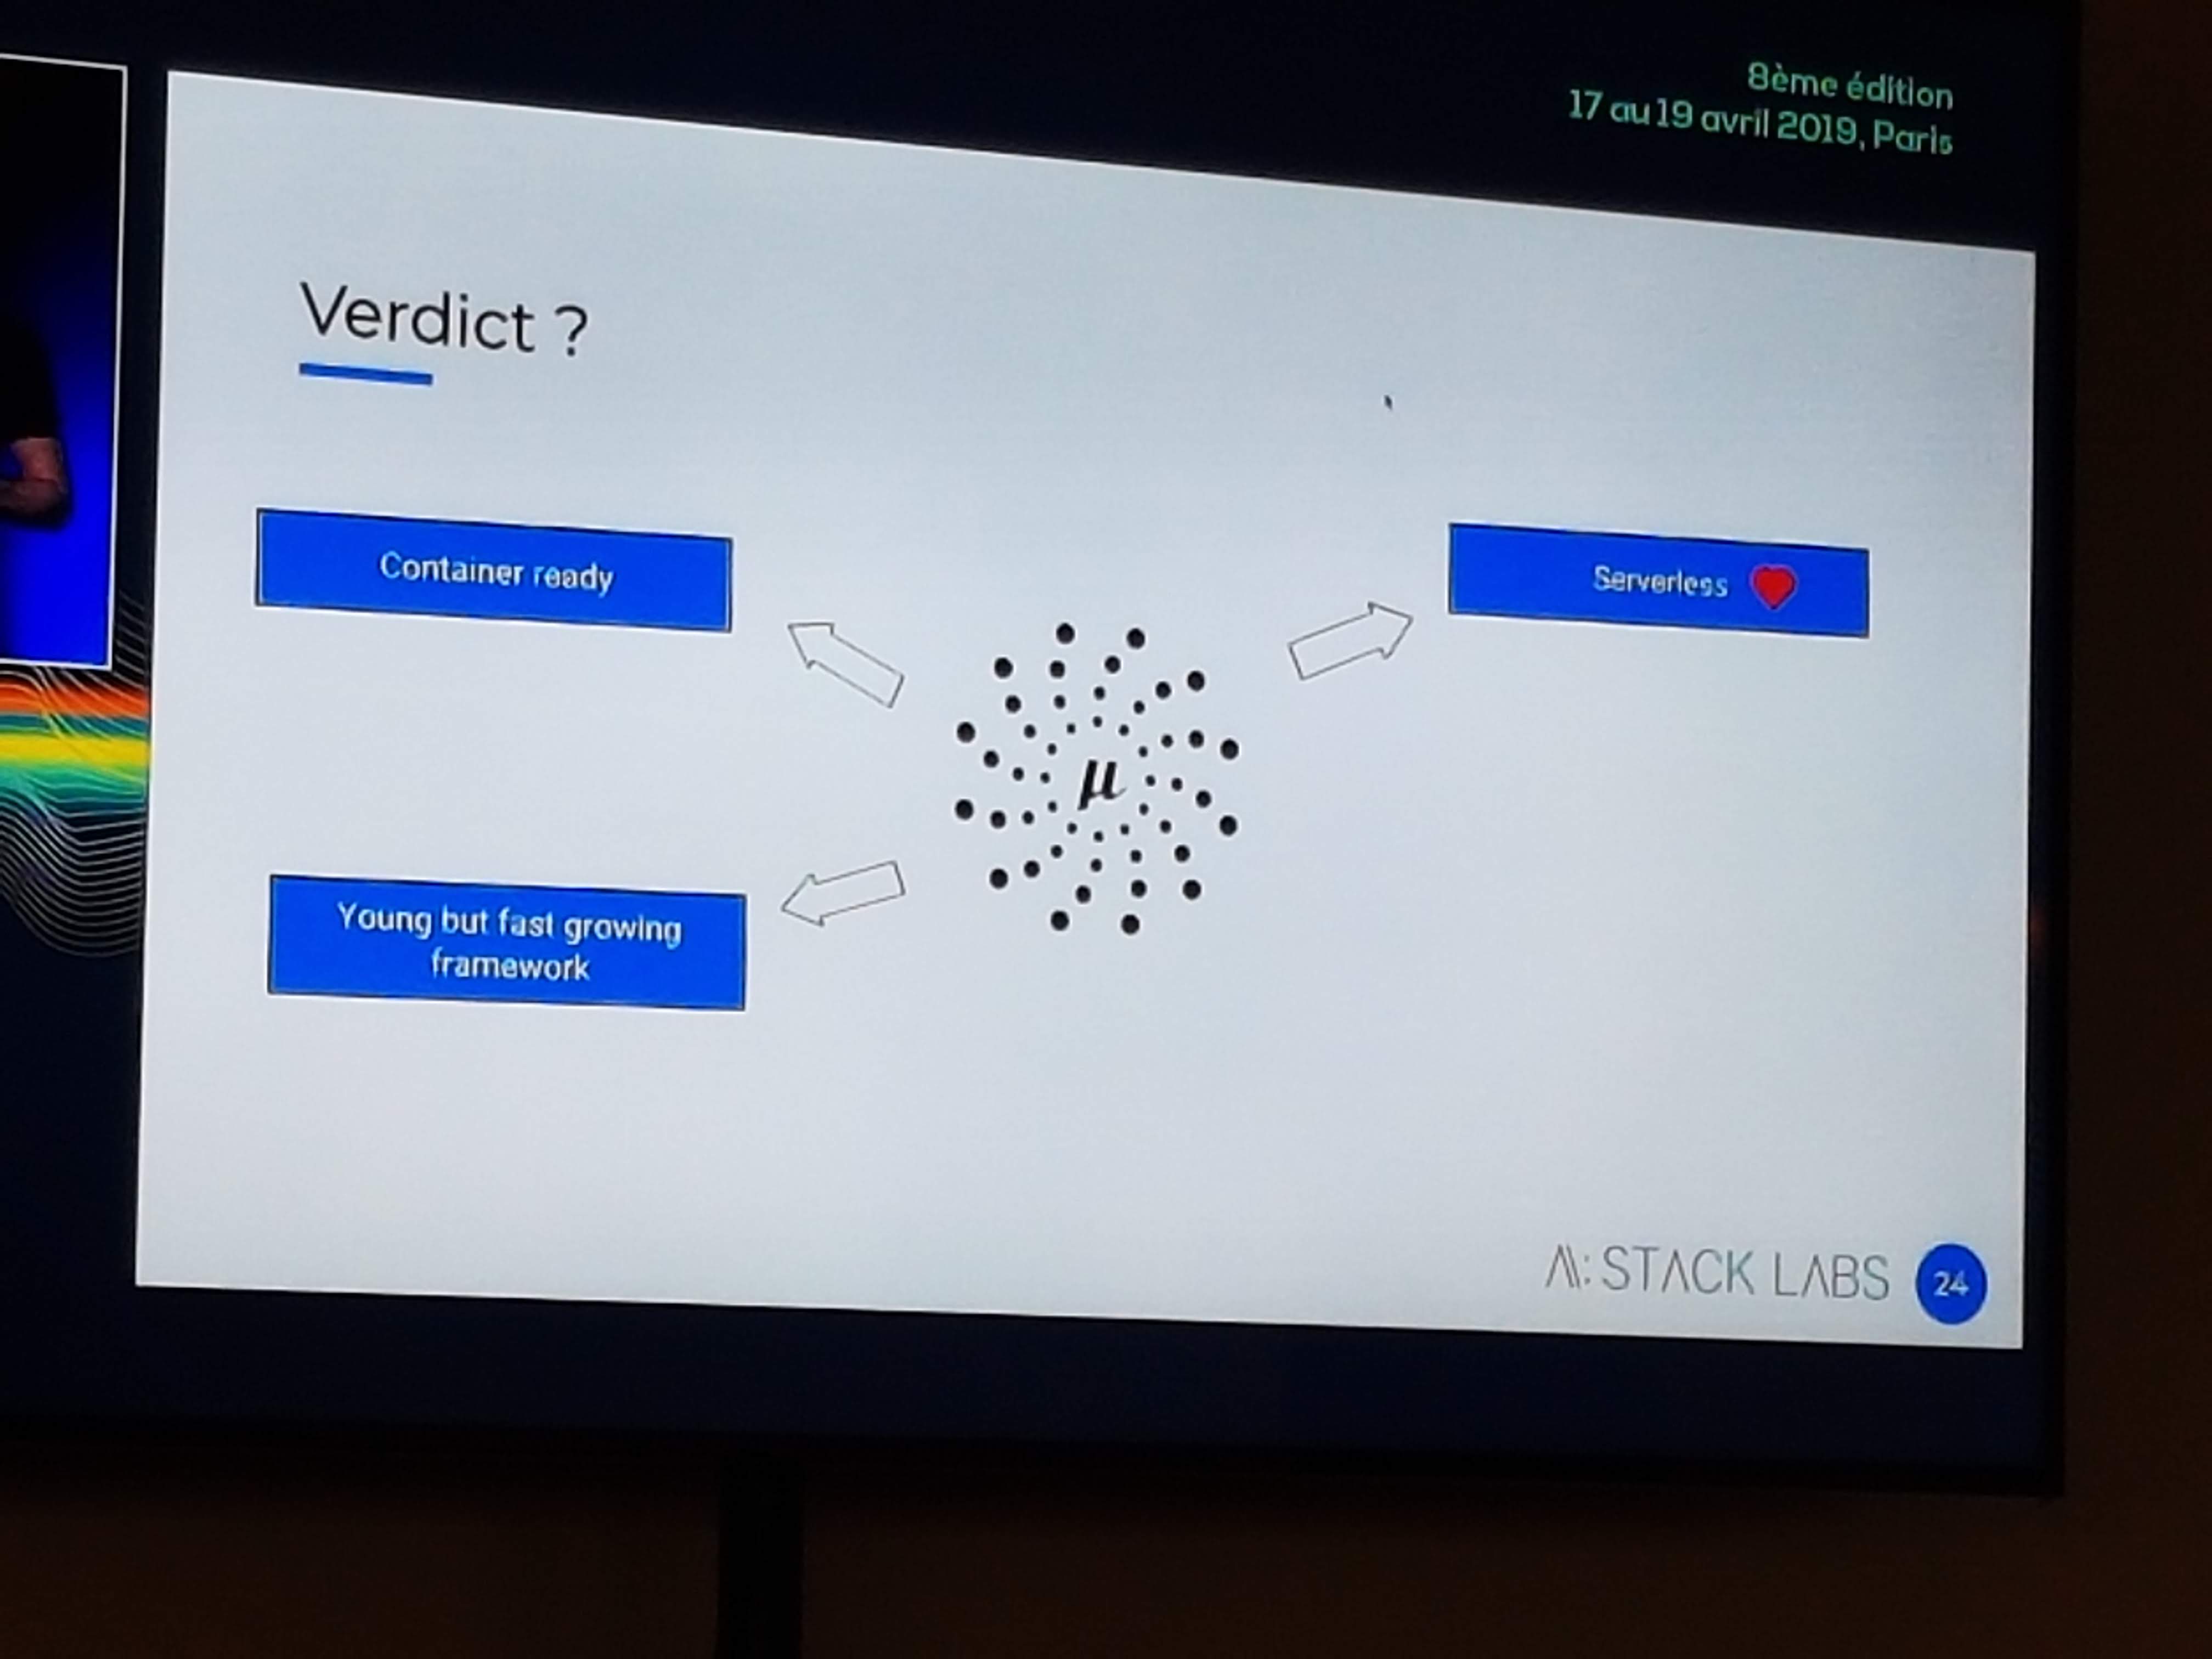 8ème édition
17 au 19 avril 2019, Paris
Verdict ?
Container ready
Serverless
μ
Young but fast growing
framework
STACK LABS
24